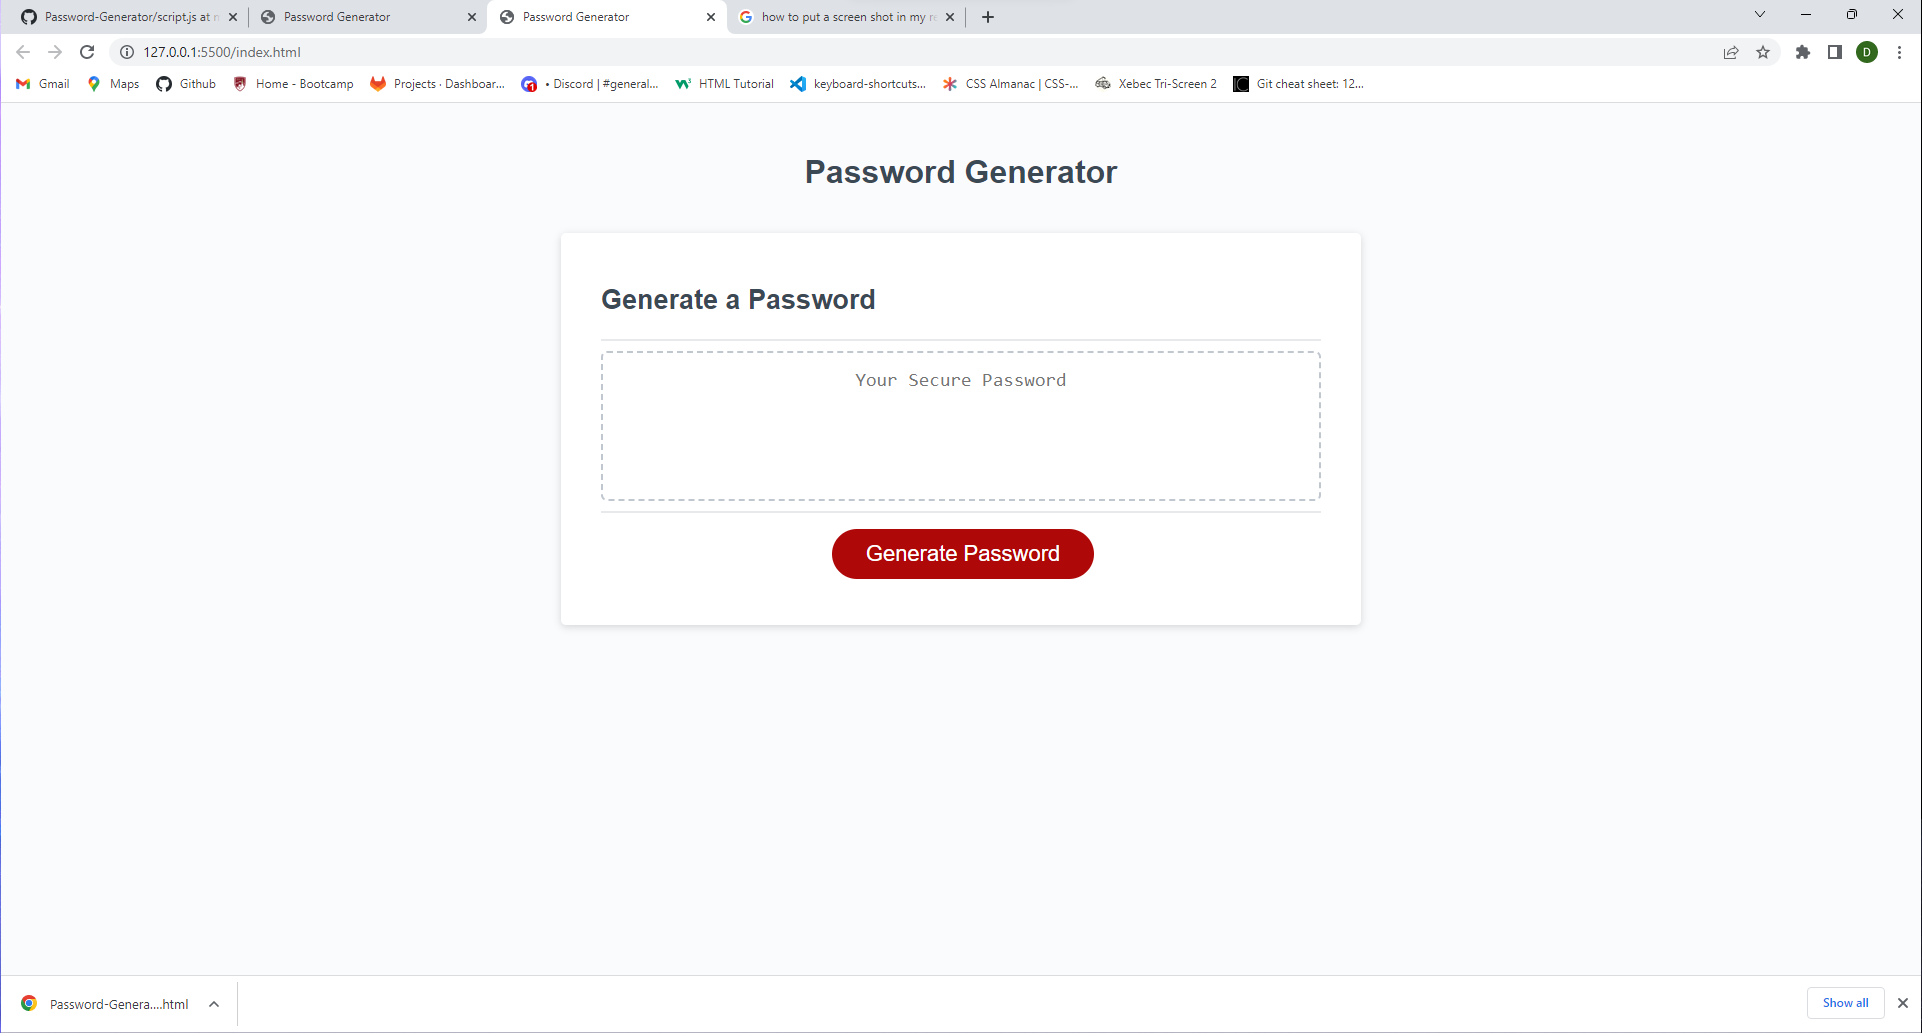 Password-Generator/script.js at m
Password Generator
Password Generator
how to put a screen shot in my r
127.0.0.1:5500/index.html
D
Gmail
Maps
Github
Home - Bootcamp
Projects · Dashboar...
• Discord | #general...
HTML Tutorial
keyboard-shortcuts...
CSS Almanac | CSS-...
Xebec Tri-Screen 2
Git cheat sheet: 12...
Password Generator
Generate a Password
Your Secure Password
Generate Password
Password-Genera....html
Show all